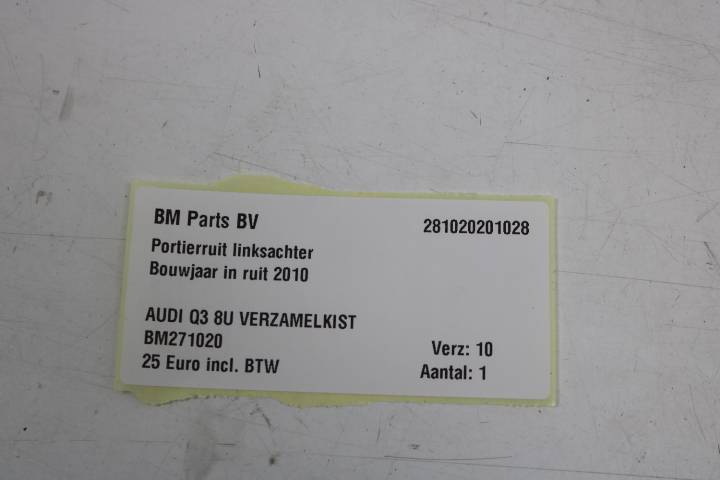 BM Parts BV 281020201028
Portierruit linksachter
Bouwjaar in ruit 2010
AUDI Q3 8U VERZAMELKIST
BM271020 Verz: 10
25 Euro incl. BTW Aantal: 1